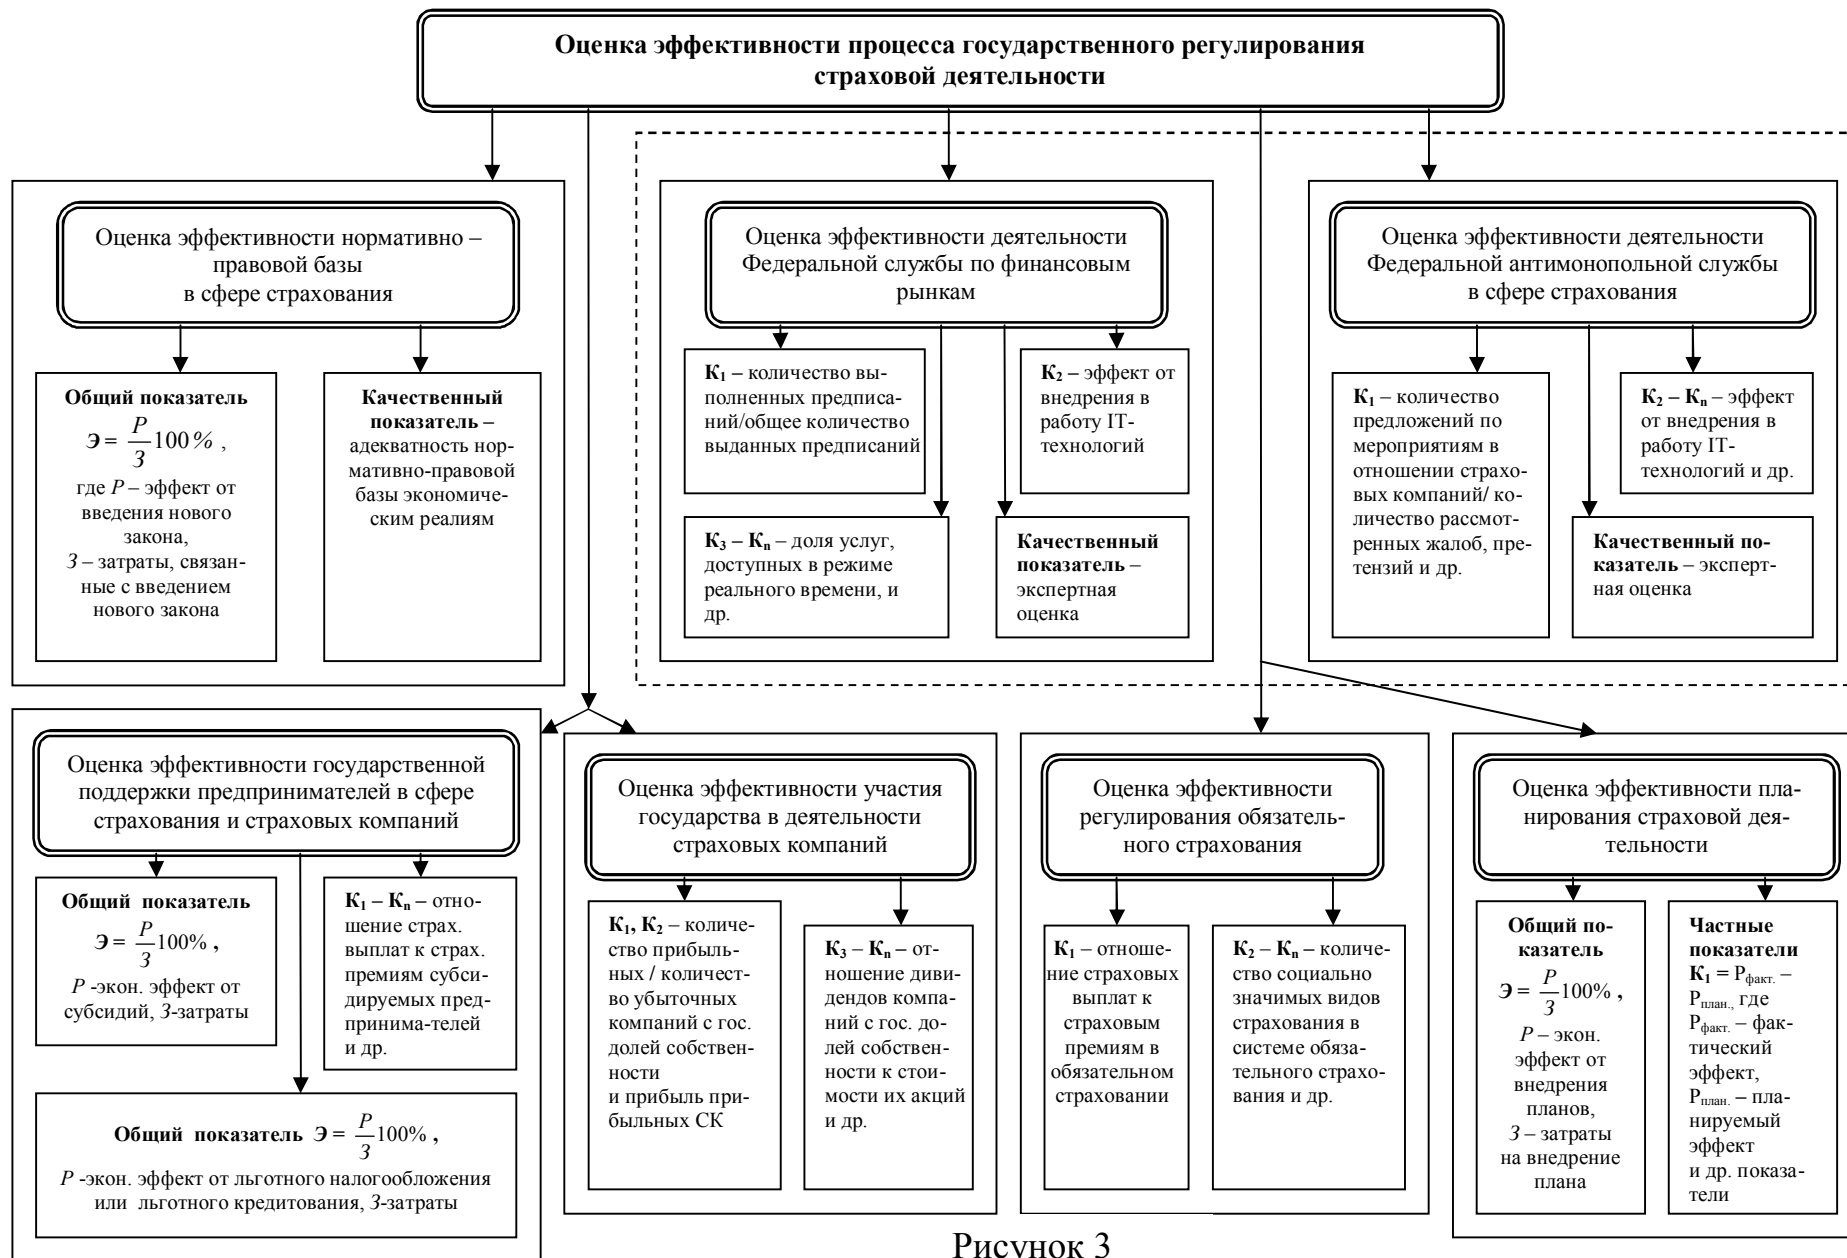 Оценка эффективности процесса государственного регулирования
страховой деятельности
Оценка эффективности нормативно –
правовой базы
в сфере страхования
Общий показатель
Э = P/З 100 % ,
где P – эффект от
введения нового
закона,
З – затраты, связан-
ные с введением
нового закона
Качественный
показатель –
адекватность нор-
мативно-правовой
базы экономиче-
ским реалиям
Оценка эффективности деятельности
Федеральной службы по финансовым
рынкам
К1 – количество вы-
полненных предписа-
ний/общее количество
выданных предписаний
К2 – эффект от
внедрения в
работу IT-
технологий
К3 – Кn – доля услуг,
доступных в режиме
реального времени, и
др.
Качественный
показатель –
экспертная
оценка
Оценка эффективности деятельности
Федеральной антимонопольной службы
в сфере страхования
К1 – количество
предложений по
мероприятиям в
отношении страхо-
вых компаний/ ко-
личество рассмот-
ренных жалоб, пре-
тензий и др.
К2 – Кn – эффект
от внедрения в
работу IT-
технологий и др.
Качественный по-
казатель – эксперт-
ная оценка
Оценка эффективности государственной
поддержки предпринимателей в сфере
страхования и страховых компаний
Общий показатель
Э = P/З 100% ,
P -экон. эффект от
субсидий, З-затраты
К1 – Кn – отно-
шение страх.
выплат к страх.
премиям субси-
дируемых пред-
принима-телей
и др.
Общий показатель Э = P/З 100% ,
P -экон. эффект от льготного налогообложения
или льготного кредитования, З-затраты
Оценка эффективности участия
государства в деятельности
страховых компаний
К1, К2 – количе-
ство прибыль-
ных / количест-
во убыточных
компаний с гос.
долей собствен-
ности
и прибыль при-
быльных СК
К3 – Кn – от-
ношение диви-
дендов компа-
ний с гос. до-
лей собствен-
ности к стои-
мости их акций
и др.
Оценка эффективности
регулирования обязатель-
ного страхования
К1 – отноше-
ние страховых
выплат к
страховым
премиям в
обязательном
страховании
К2 – Кn – количе-
ство социально
значимых видов
страхования в
системе обяза-
тельного страхо-
вания и др.
Оценка эффективности пла-
нирования страховой дея-
тельности
Общий по-
казатель
Э = P/З 100% ,
P – экон.
эффект от
внедрения
планов,
З – затраты
на внедрение
плана
Частные
показатели
К1 = Рфакт. –
Рплан., где
Рфакт. – фак-
тический
эффект,
Рплан. – пла-
нируемый
эффект
и др. показа-
тели
Рисунок 3